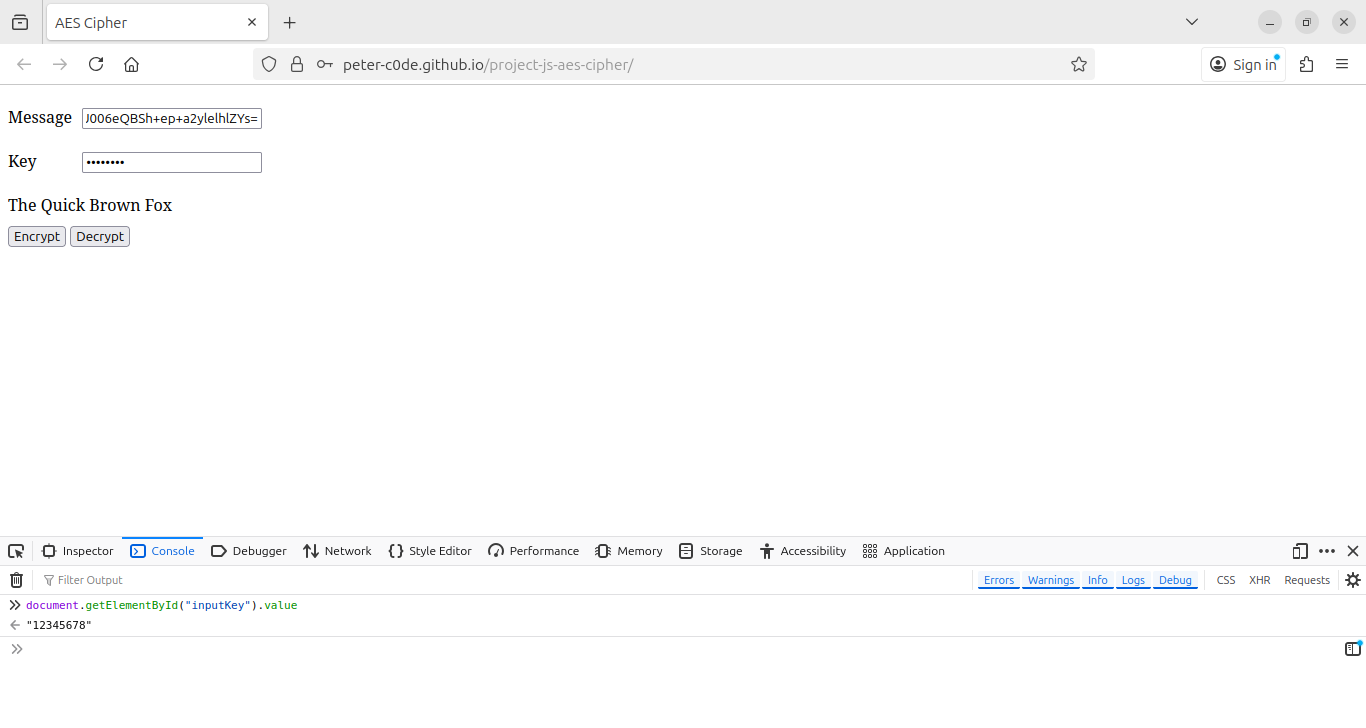 AES Cipher
Sign in
peter-c0de.github.io/project-js-aes-cipher/
Message J006eQBSh+ep+a2ylelhlZYs=
Key ••••••••
The Quick Brown Fox
Encrypt Decrypt
Inspector Console Debugger Network Style Editor Performance Memory Storage Accessibility Application
Filter Output Errors Warnings Info Logs Debug CSS XHR Requests
document.getElementById("inputKey").value
"12345678"